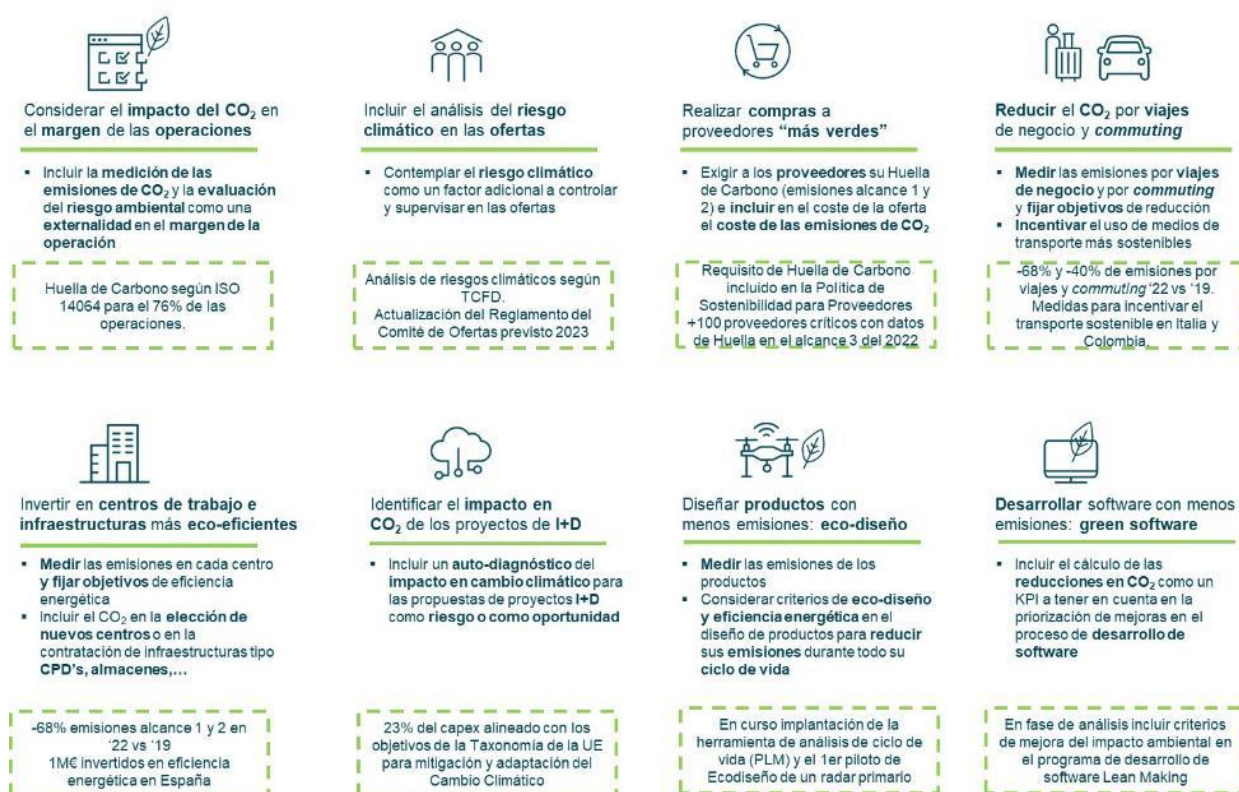 Considerar el impacto del CO₂ en
el margen de las operaciones
▪ Incluir la medición de las
emisiones de CO₂ y la evaluación
del riesgo ambiental como una
externalidad en el margen de la
operación
Huella de Carbono según ISO
14064 para el 76% de las
operaciones.
Incluir el análisis del riesgo
climático en las ofertas
▪ Contemplar el riesgo climático
como un factor adicional a controlar
y supervisar en las ofertas
Análisis de riesgos climáticos según
TCFD.
Actualización del Reglamento del
Comité de Ofertas previsto 2023
Realizar compras a
proveedores “más verdes”
▪ Exigir a los proveedores su Huella
de Carbono (emisiones alcance 1 y
2) e incluir en el coste de la oferta
el coste de las emisiones de CO₂
Requisito de Huella de Carbono
incluido en la Política de
Sostenibilidad para Proveedores
+100 proveedores críticos con datos
de Huella en el alcance 3 del 2022
Reducir el CO₂ por viajes
de negocio y commuting
▪ Medir las emisiones por viajes
de negocio y por commuting
y fijar objetivos de reducción
▪ Incentivar el uso de medios de
transporte más sostenibles
-68% y -40% de emisiones por
viajes y commuting ‘22 vs ‘19.
Medidas para incentivar el
transporte sostenible en Italia y
Colombia.
Invertir en centros de trabajo e
infraestructuras más eco-eficientes
▪ Medir las emisiones en cada centro
y fijar objetivos de eficiencia
energética
▪ Incluir el CO₂ en la elección de
nuevos centros o en la
contratación de infraestructuras tipo
CPD's, almacenes,...
-68% emisiones alcance 1 y 2 en
‘22 vs ‘19
1M€ invertidos en eficiencia
energética en España
Identificar el impacto en
CO₂ de los proyectos de I+D
▪ Incluir un auto-diagnóstico del
impacto en cambio climático para
las propuestas de proyectos I+D
como riesgo o como oportunidad
23% del capex alineado con los
objetivos de la Taxonomía de la UE
para mitigación y adaptación del
Cambio Climático
Diseñar productos con
menos emisiones: eco-diseño
▪ Medir las emisiones de los
productos
▪ Considerar criterios de eco-diseño
y eficiencia energética en el
diseño de productos para reducir
sus emisiones durante todo su
ciclo de vida
En curso implantación de la
herramienta de análisis de ciclo de
vida (PLM) y el 1er piloto de
Ecodiseño de un radar primario
Desarrollar software con menos
emisiones: green software
▪ Incluir el cálculo de las
reducciones en CO₂ como un
KPI a tener en cuenta en la
priorización de mejoras en el
proceso de desarrollo de
software
En fase de análisis incluir criterios
de mejora del impacto ambiental en
el programa de desarrollo de
software Lean Making